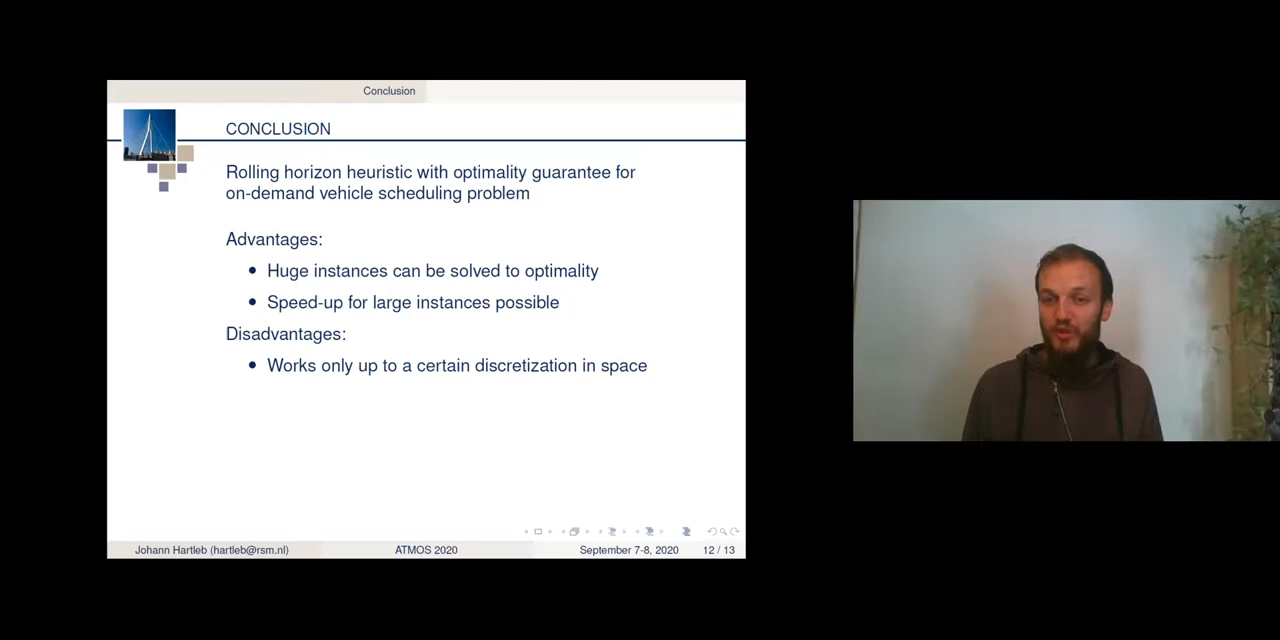 Conclusion
CONCLUSION
Rolling horizon heuristic with optimality guarantee for
on-demand vehicle scheduling problem
Advantages:
• Huge instances can be solved to optimality
• Speed-up for large instances possible
Disadvantages:
• Works only up to a certain discretization in space
Johann Hartleb (hartleb@rsm.nl) ATMOS 2020 September 7-8, 2020 12 / 13